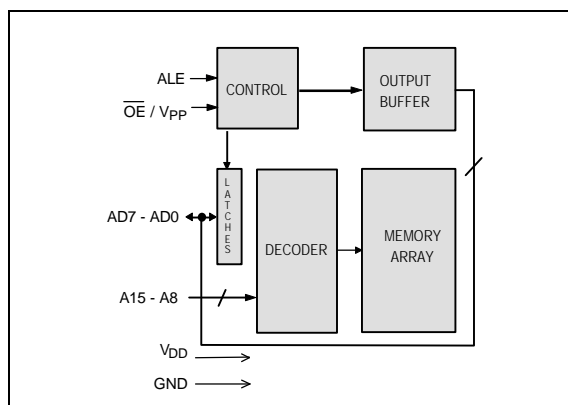 ALE
OE / VPP
CONTROL
OUTPUT
BUFFER
LATCHES
AD7 - AD0
DECODER
MEMORY
ARRAY
A15 - A8
VDD
GND